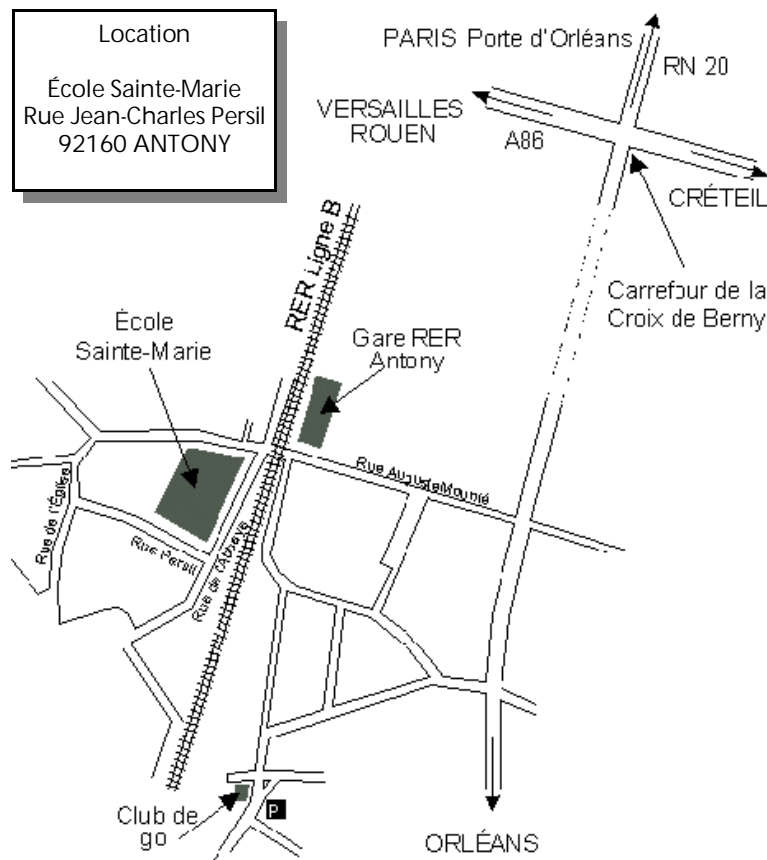 Location
École Sainte-Marie
Rue Jean-Charles Persil
92160 ANTONY
PARIS Porte d'Orléans
RN 20
VERSAILLES
ROUEN
A86
CRÉTEIL
Carrefour de la
Croix de Berny
RER Ligne B
École
Sainte-Marie
Gare RER
Antony
Rue Auguste Mounié
Rue de l'Église
Rue Persil
Rue de l'Abbaye
Club de
go
P
ORLÉANS